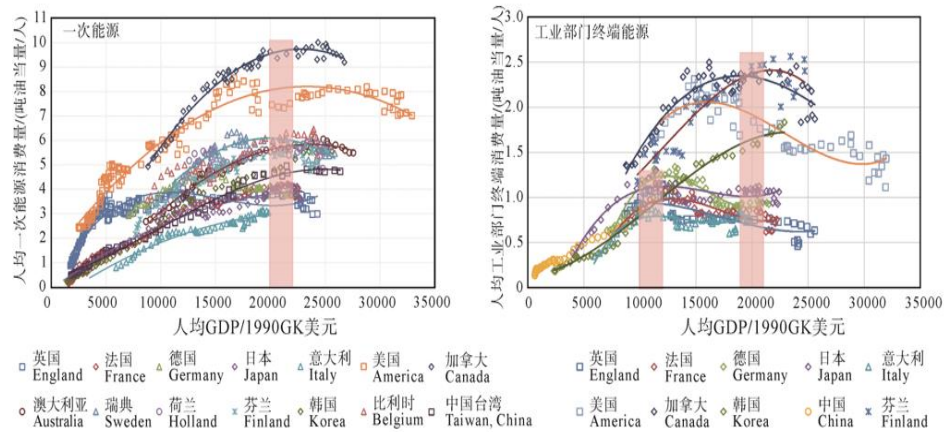 一次能源
人均一次能源消费量/(吨油当量/人)
11
10
9
8
7
6
5
4
3
2
1
0
0 5000 10000 15000 20000 25000 30000 35000
人均GDP/1990GK美元
英国 法国 德国 日本 意大利 美国 加拿大
England France Germany Japan Italy America Canada
澳大利亚 瑞典 荷兰 芬兰 韩国 比利时 中国台湾
Australia Sweden Holland Finland Korea Belgium Taiwan, China
工业部门终端能源
人均工业部门终端消费量/(吨油当量/人)
3.0
2.5
2.0
1.5
1.0
0.5
0
0 5000 10000 15000 20000 25000 30000 35000
人均GDP/1990GK美元
英国 法国 德国 日本 意大利
England France Germany Japan Italy
美国 加拿大 韩国 中国 芬兰
America Canada Korea China Finland